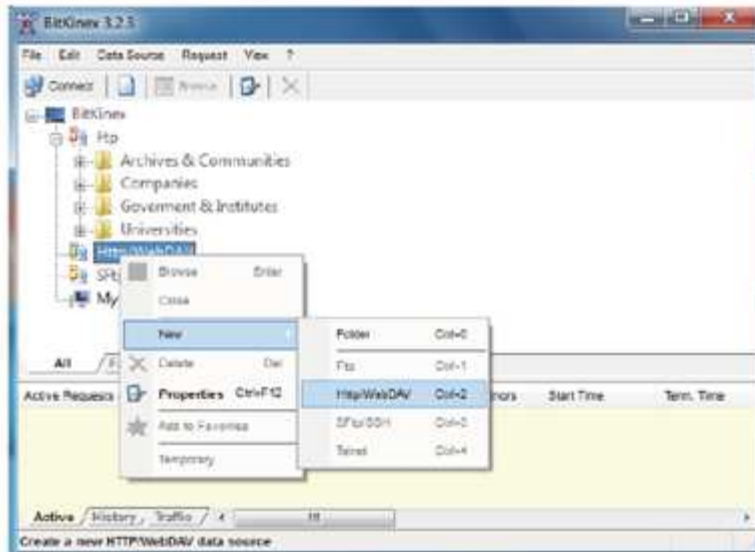 BitKinex 3.2.3
File Edit Data Source Request View ?
Connect Browse
BitKinex
Ftp
Archives & Communities
Companies
Goverment & Institutes
Universities
Http/WebDAV
SFt
My
Browse Enter
Close
New
Delete Del
Properties Ctrl+F12
Add to Favorites
Temporary
Folder Ctrl+0
Ftp Ctrl+1
Http/WebDAV Ctrl+2
SFtp/SSH Ctrl+3
Telnet Ctrl+4
All
Active Requests Start Time Term. Time
Active History Traffic
Create a new HTTP/WebDAV data source